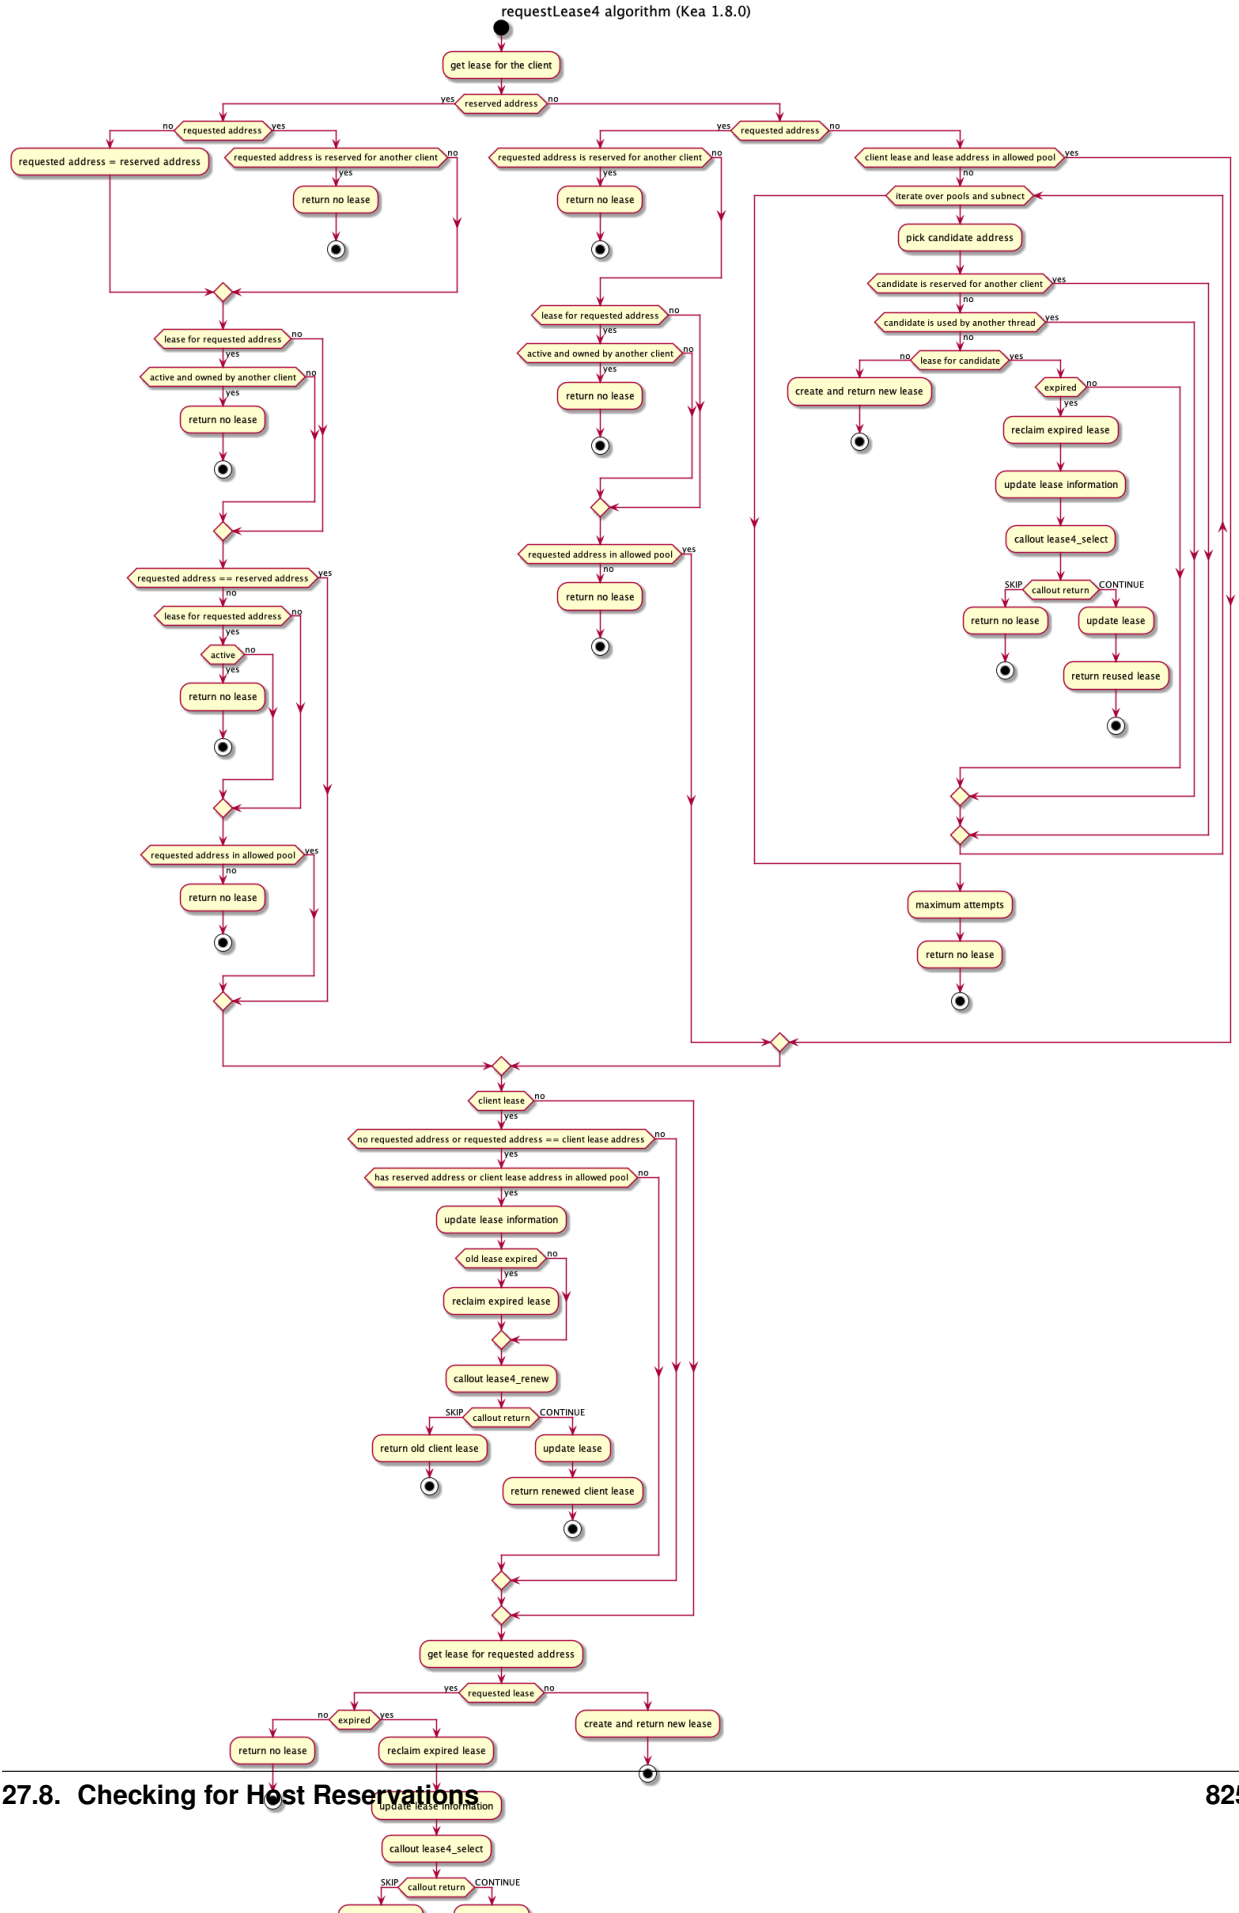 requestLease4 algorithm (Kea 1.8.0)
get lease for the client
yes
reserved address
no
no
requested address
yes
requested address = reserved address
requested address is reserved for another client
no
yes
return no lease
lease for requested address
no
yes
active and owned by another client
no
yes
return no lease
requested address == reserved address
yes
no
lease for requested address
no
yes
active
no
yes
return no lease
requested address in allowed pool
yes
no
return no lease
yes
requested address
no
requested address is reserved for another client
no
yes
return no lease
lease for requested address
no
yes
active and owned by another client
no
yes
return no lease
requested address in allowed pool
yes
no
return no lease
client lease and lease address in allowed pool
yes
no
iterate over pools and subnect
pick candidate address
candidate is reserved for another client
yes
no
candidate is used by another thread
yes
no
no
lease for candidate
yes
create and return new lease
expired
no
yes
reclaim expired lease
update lease information
callout lease4_select
SKIP
callout return
CONTINUE
return no lease
update lease
return reused lease
maximum attempts
return no lease
client lease
no
yes
no requested address or requested address == client lease address
no
yes
has reserved address or client lease address in allowed pool
no
yes
update lease information
old lease expired
no
yes
reclaim expired lease
callout lease4_renew
SKIP
callout return
CONTINUE
return old client lease
update lease
return renewed client lease
get lease for requested address
yes
requested lease
no
no
expired
yes
create and return new lease
return no lease
reclaim expired lease
27.8. Checking for Host Reservations
825
update lease information
callout lease4_select
SKIP
callout return
CONTINUE